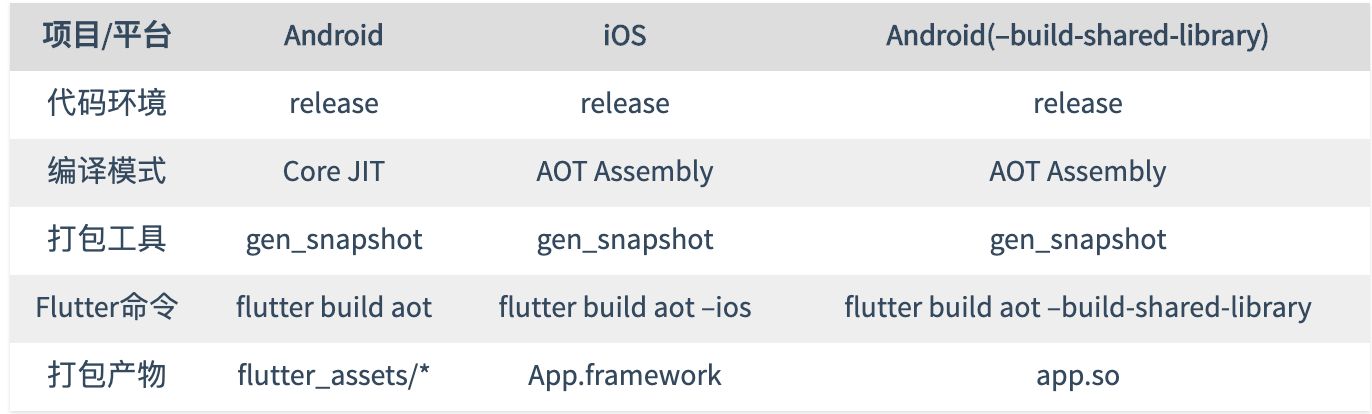 项目/平台 Android iOS Android(–build-shared-library)
代码环境 release release release
编译模式 Core JIT AOT Assembly AOT Assembly
打包工具 gen_snapshot gen_snapshot gen_snapshot
Flutter命令 flutter build aot flutter build aot –ios flutter build aot –build-shared-library
打包产物 flutter_assets/* App.framework app.so